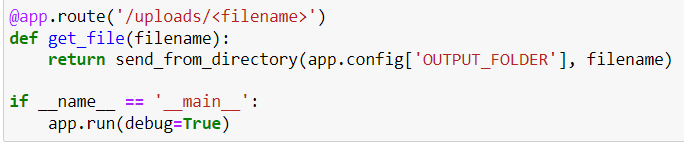 @app.route('/uploads/<filename>')
def get_file(filename):
    return send_from_directory(app.config['OUTPUT_FOLDER'], filename)

if __name__ == '__main__':
    app.run(debug=True)